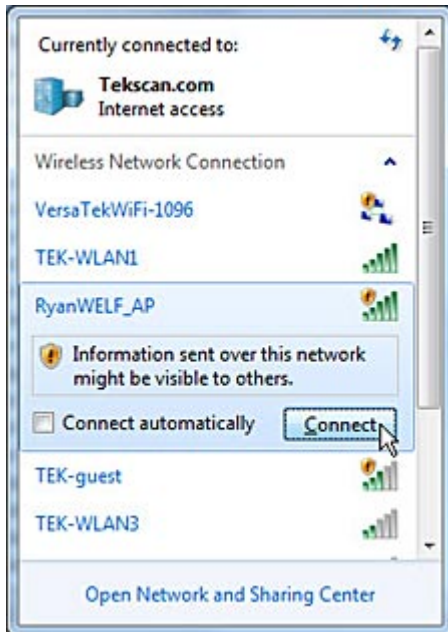 Currently connected to:
Tekscan.com
Internet access
Wireless Network Connection
VersaTekWiFi-1096
TEK-WLAN1
RyanWELF_AP
Information sent over this network
might be visible to others.
Connect automatically Connect
TEK-guest
TEK-WLAN3
Open Network and Sharing Center